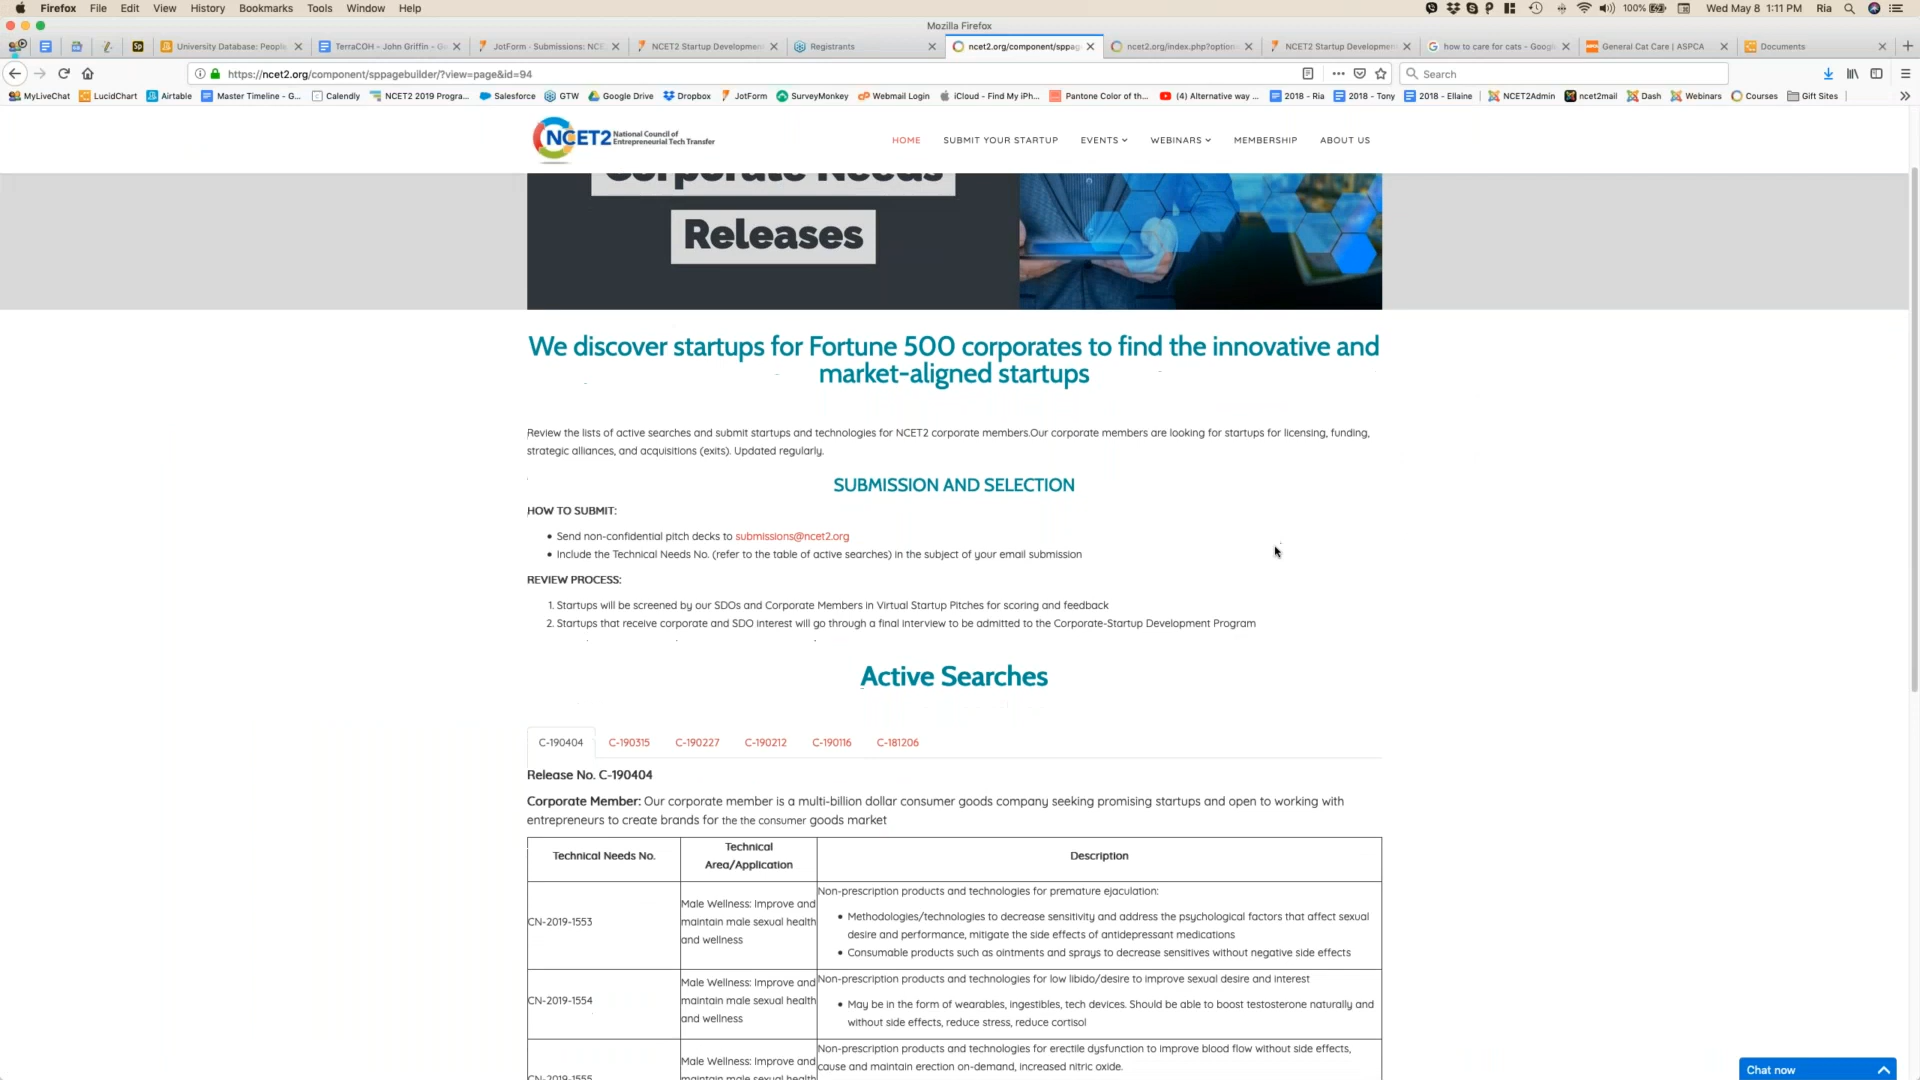 Firefox File Edit View History Bookmarks Tools Window Help 100% Wed May 8 1:11 PM Ria
Mozilla Firefox
University Database: People TerraCOH - John Griffin - G JotForm - Submissions: NCE NCET2 Startup Developmen Registrants ncet2.org/component/sppag ncet2.org/index.php?option NCET2 Startup Developmen how to care for cats - Googl General Cat Care | ASPCA Documents
https://ncet2.org/component/sppagebuilder/?view=page&id=94 Search
MyLiveChat LucidChart Airtable Master Timeline - G... Calendly NCET2 2019 Progra... Salesforce GTW Google Drive Dropbox JotForm SurveyMonkey Webmail Login iCloud - Find My iPh... Pantone Color of th... (4) Alternative way ... 2018 - Ria 2018 - Tony 2018 - Ellaine NCET2Admin ncet2mail Dash Webinars Courses Gift Sites
NCET2 National Council of
Entrepreneurial Tech Transfer
HOME SUBMIT YOUR STARTUP EVENTS WEBINARS MEMBERSHIP ABOUT US
Corporate Needs
Releases
We discover startups for Fortune 500 corporates to find the innovative and
market-aligned startups
Review the lists of active searches and submit startups and technologies for NCET2 corporate members.Our corporate members are looking for startups for licensing, funding,
strategic alliances, and acquisitions (exits). Updated regularly.
SUBMISSION AND SELECTION
HOW TO SUBMIT:
• Send non-confidential pitch decks to submissions@ncet2.org
• Include the Technical Needs No. (refer to the table of active searches) in the subject of your email submission
REVIEW PROCESS:
1. Startups will be screened by our SDOs and Corporate Members in Virtual Startup Pitches for scoring and feedback
2. Startups that receive corporate and SDO interest will go through a final interview to be admitted to the Corporate-Startup Development Program
Active Searches
C-190404 C-190315 C-190227 C-190212 C-190116 C-181206
Release No. C-190404
Corporate Member: Our corporate member is a multi-billion dollar consumer goods company seeking promising startups and open to working with
entrepreneurs to create brands for the the consumer goods market
Technical Needs No.
Technical
Area/Application
Description
CN-2019-1553
Male Wellness: Improve and
maintain male sexual health
and wellness
Non-prescription products and technologies for premature ejaculation:
• Methodologies/technologies to decrease sensitivity and address the psychological factors that affect sexual
desire and performance, mitigate the side effects of antidepressant medications
• Consumable products such as ointments and sprays to decrease sensitives without negative side effects
CN-2019-1554
Male Wellness: Improve and
maintain male sexual health
and wellness
Non-prescription products and technologies for low libido/desire to improve sexual desire and interest
• May be in the form of wearables, ingestibles, tech devices. Should be able to boost testosterone naturally and
without side effects, reduce stress, reduce cortisol
CN-2019-1555
Male Wellness: Improve and
maintain male sexual health
Non-prescription products and technologies for erectile dysfunction to improve blood flow without side effects,
cause and maintain erection on-demand, increased nitric oxide.
Chat now